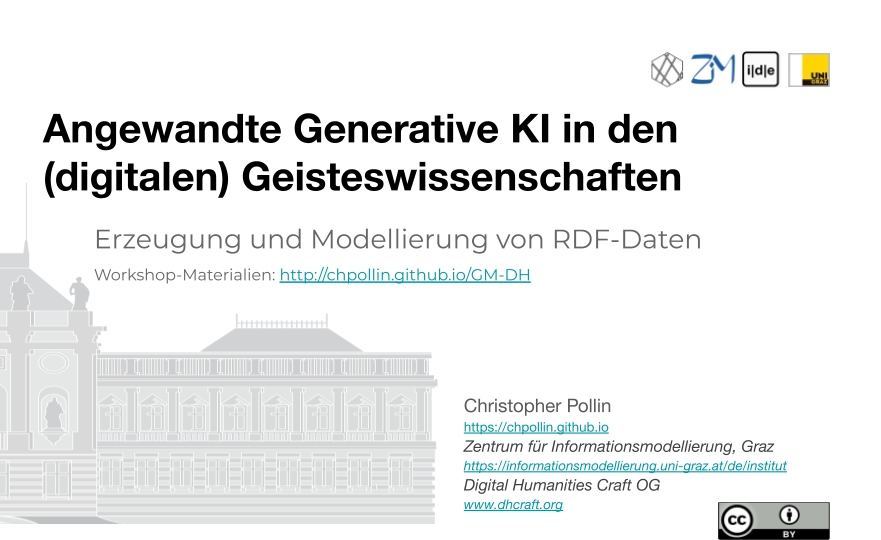 ZiM
i|d|e
UNI
GRAZ
Angewandte Generative KI in den
(digitalen) Geisteswissenschaften
Erzeugung und Modellierung von RDF-Daten
Workshop-Materialien: http://chpollin.github.io/GM-DH
Christopher Pollin
https://chpollin.github.io
Zentrum für Informationsmodellierung, Graz
https://informationsmodellierung.uni-graz.at/de/institut
Digital Humanities Craft OG
www.dhcraft.org
cc
BY